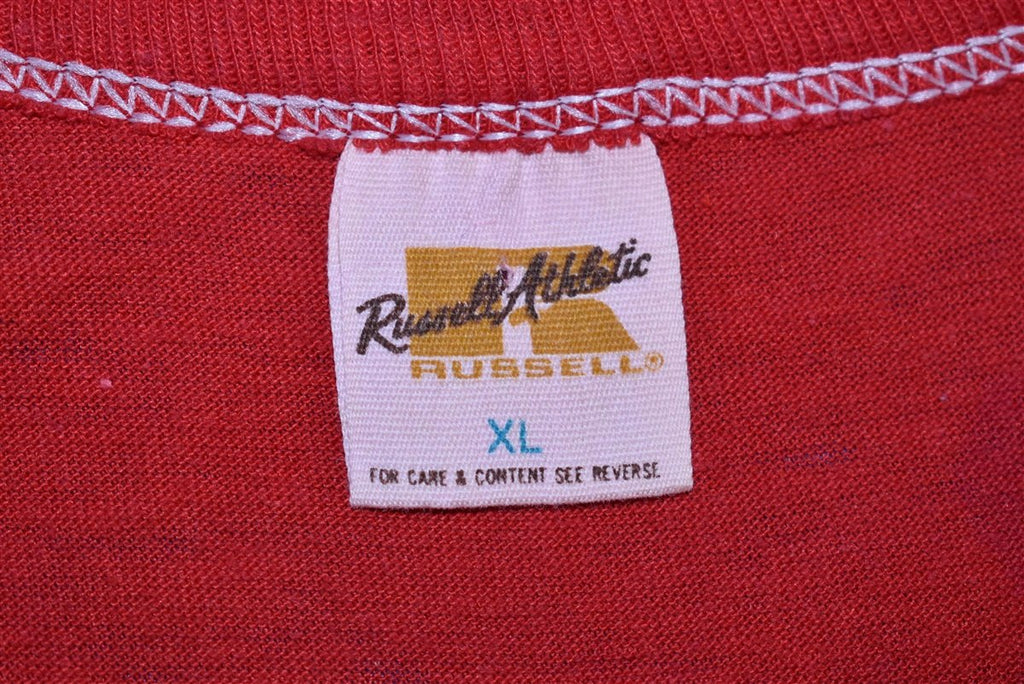 Russell Athletic
RUSSELL®
XL
FOR CARE & CONTENT SEE REVERSE